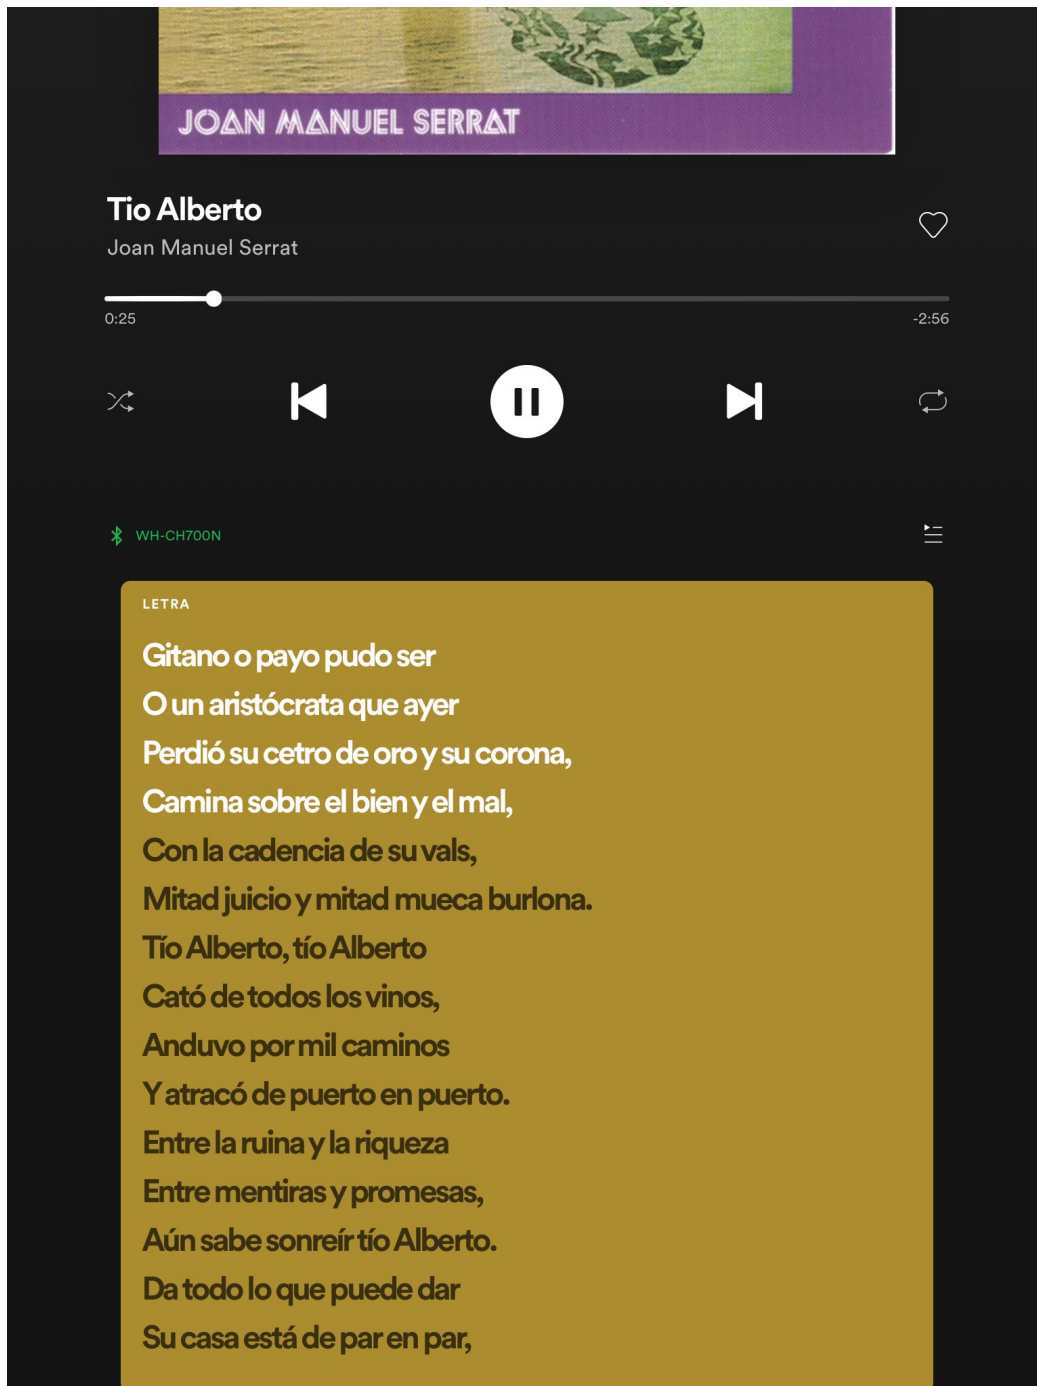 JOAN MANUEL SERRAT
Tio Alberto
Joan Manuel Serrat
0:25
-2:56
WH-CH700N
LETRA
Gitano o payo pudo ser
O un aristócrata que ayer
Perdió su cetro de oro y su corona,
Camina sobre el bien y el mal,
Con la cadencia de su vals,
Mitad juicio y mitad mueca burlona.
Tío Alberto, tío Alberto
Cató de todos los vinos,
Anduvo por mil caminos
Y atracó de puerto en puerto.
Entre la ruina y la riqueza
Entre mentiras y promesas,
Aún sabe sonreír tío Alberto.
Da todo lo que puede dar
Su casa está de par en par,